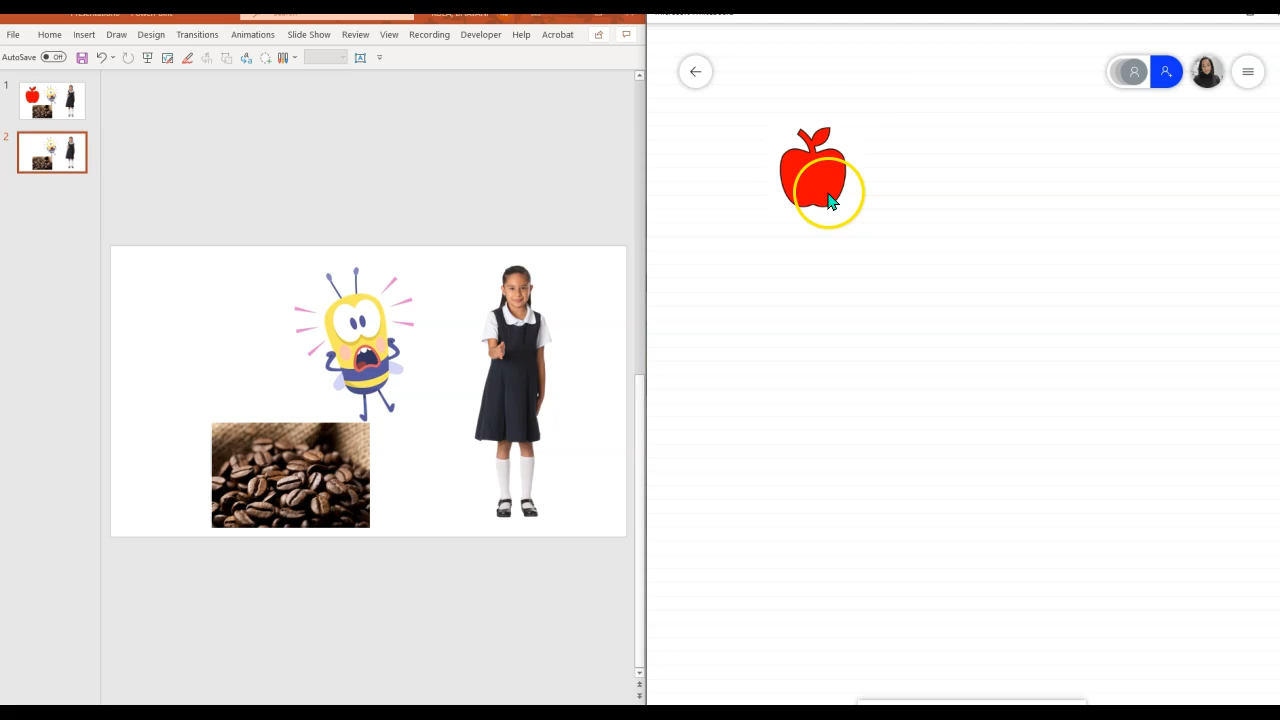 File Home Insert Draw Design Transitions Animations Slide Show Review View Recording Developer Help Acrobat
AutoSave Off
1
2